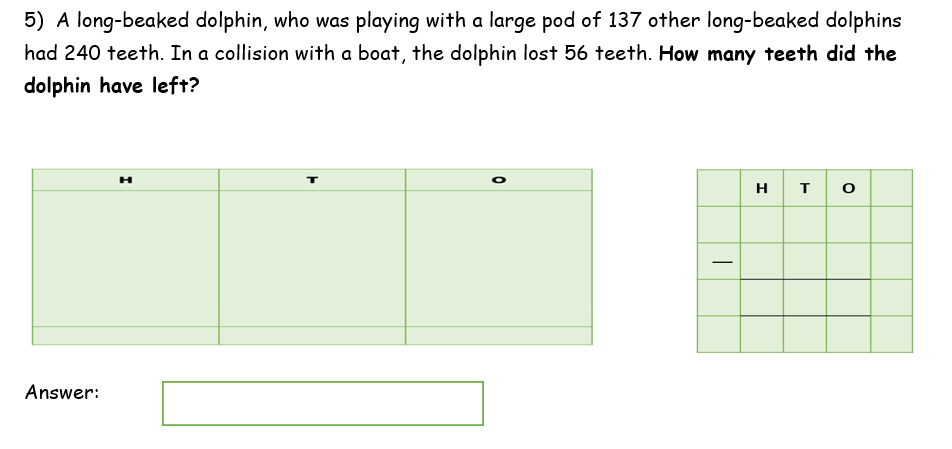 5) A long-beaked dolphin, who was playing with a large pod of 137 other long-beaked dolphins
had 240 teeth. In a collision with a boat, the dolphin lost 56 teeth. How many teeth did the
dolphin have left?
H T O
H T O
—
Answer: